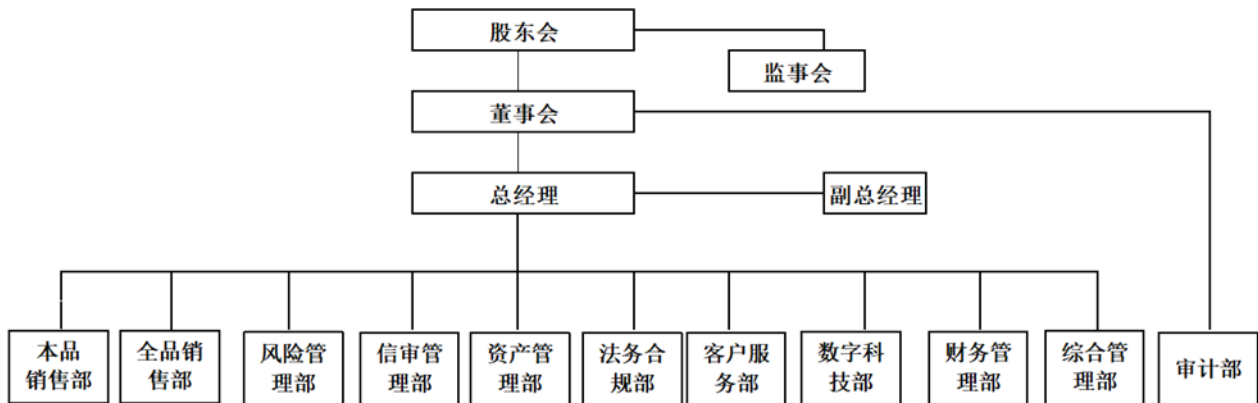 股东会
监事会
董事会
总经理
副总经理
本品
销售部
全品销
售部
风险管
理部
信审管
理部
资产管
理部
法务合
规部
客户服
务部
数字科
技部
财务管
理部
综合管
理部
审计部